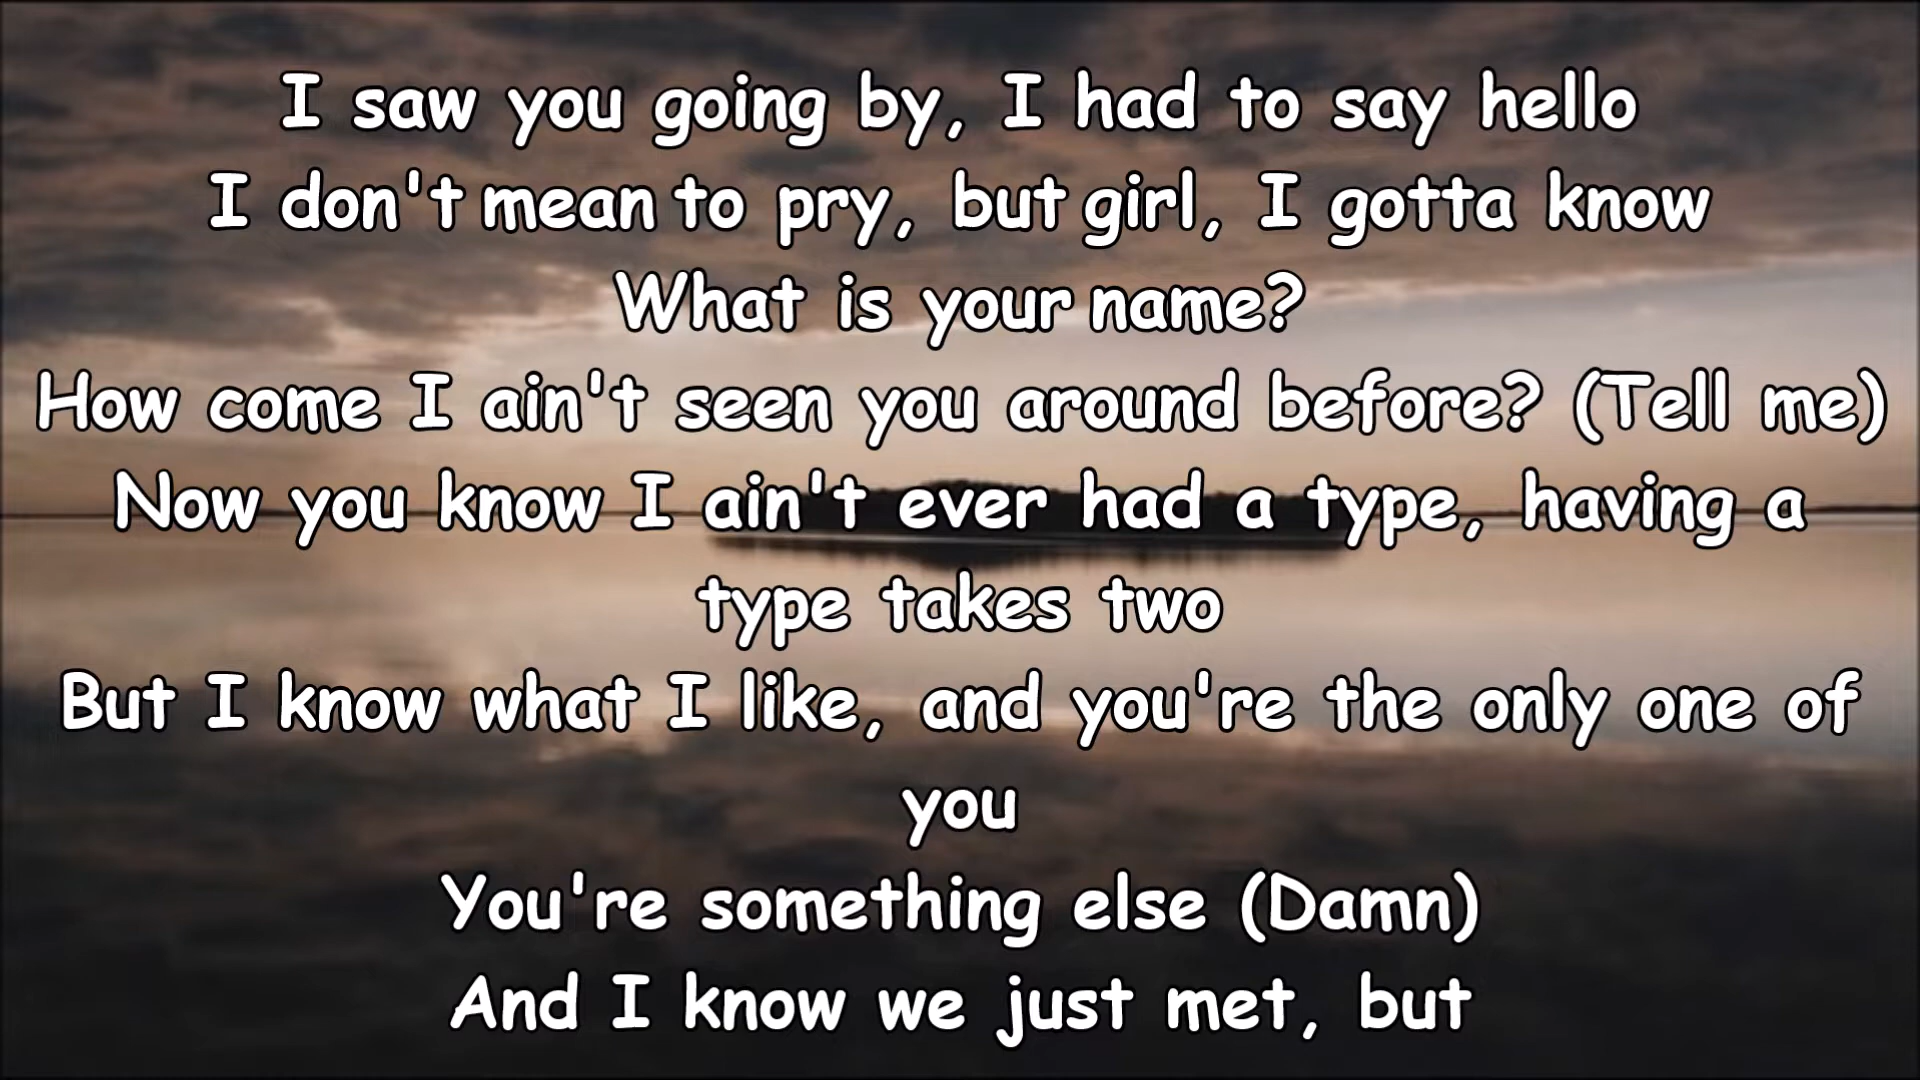 I saw you going by, I had to say hello
I don't mean to pry, but girl, I gotta know
What is your name?
How come I ain't seen you around before? (Tell me)
Now you know I ain't ever had a type, having a
type takes two
But I know what I like, and you're the only one of
you
You're something else (Damn)
And I know we just met, but